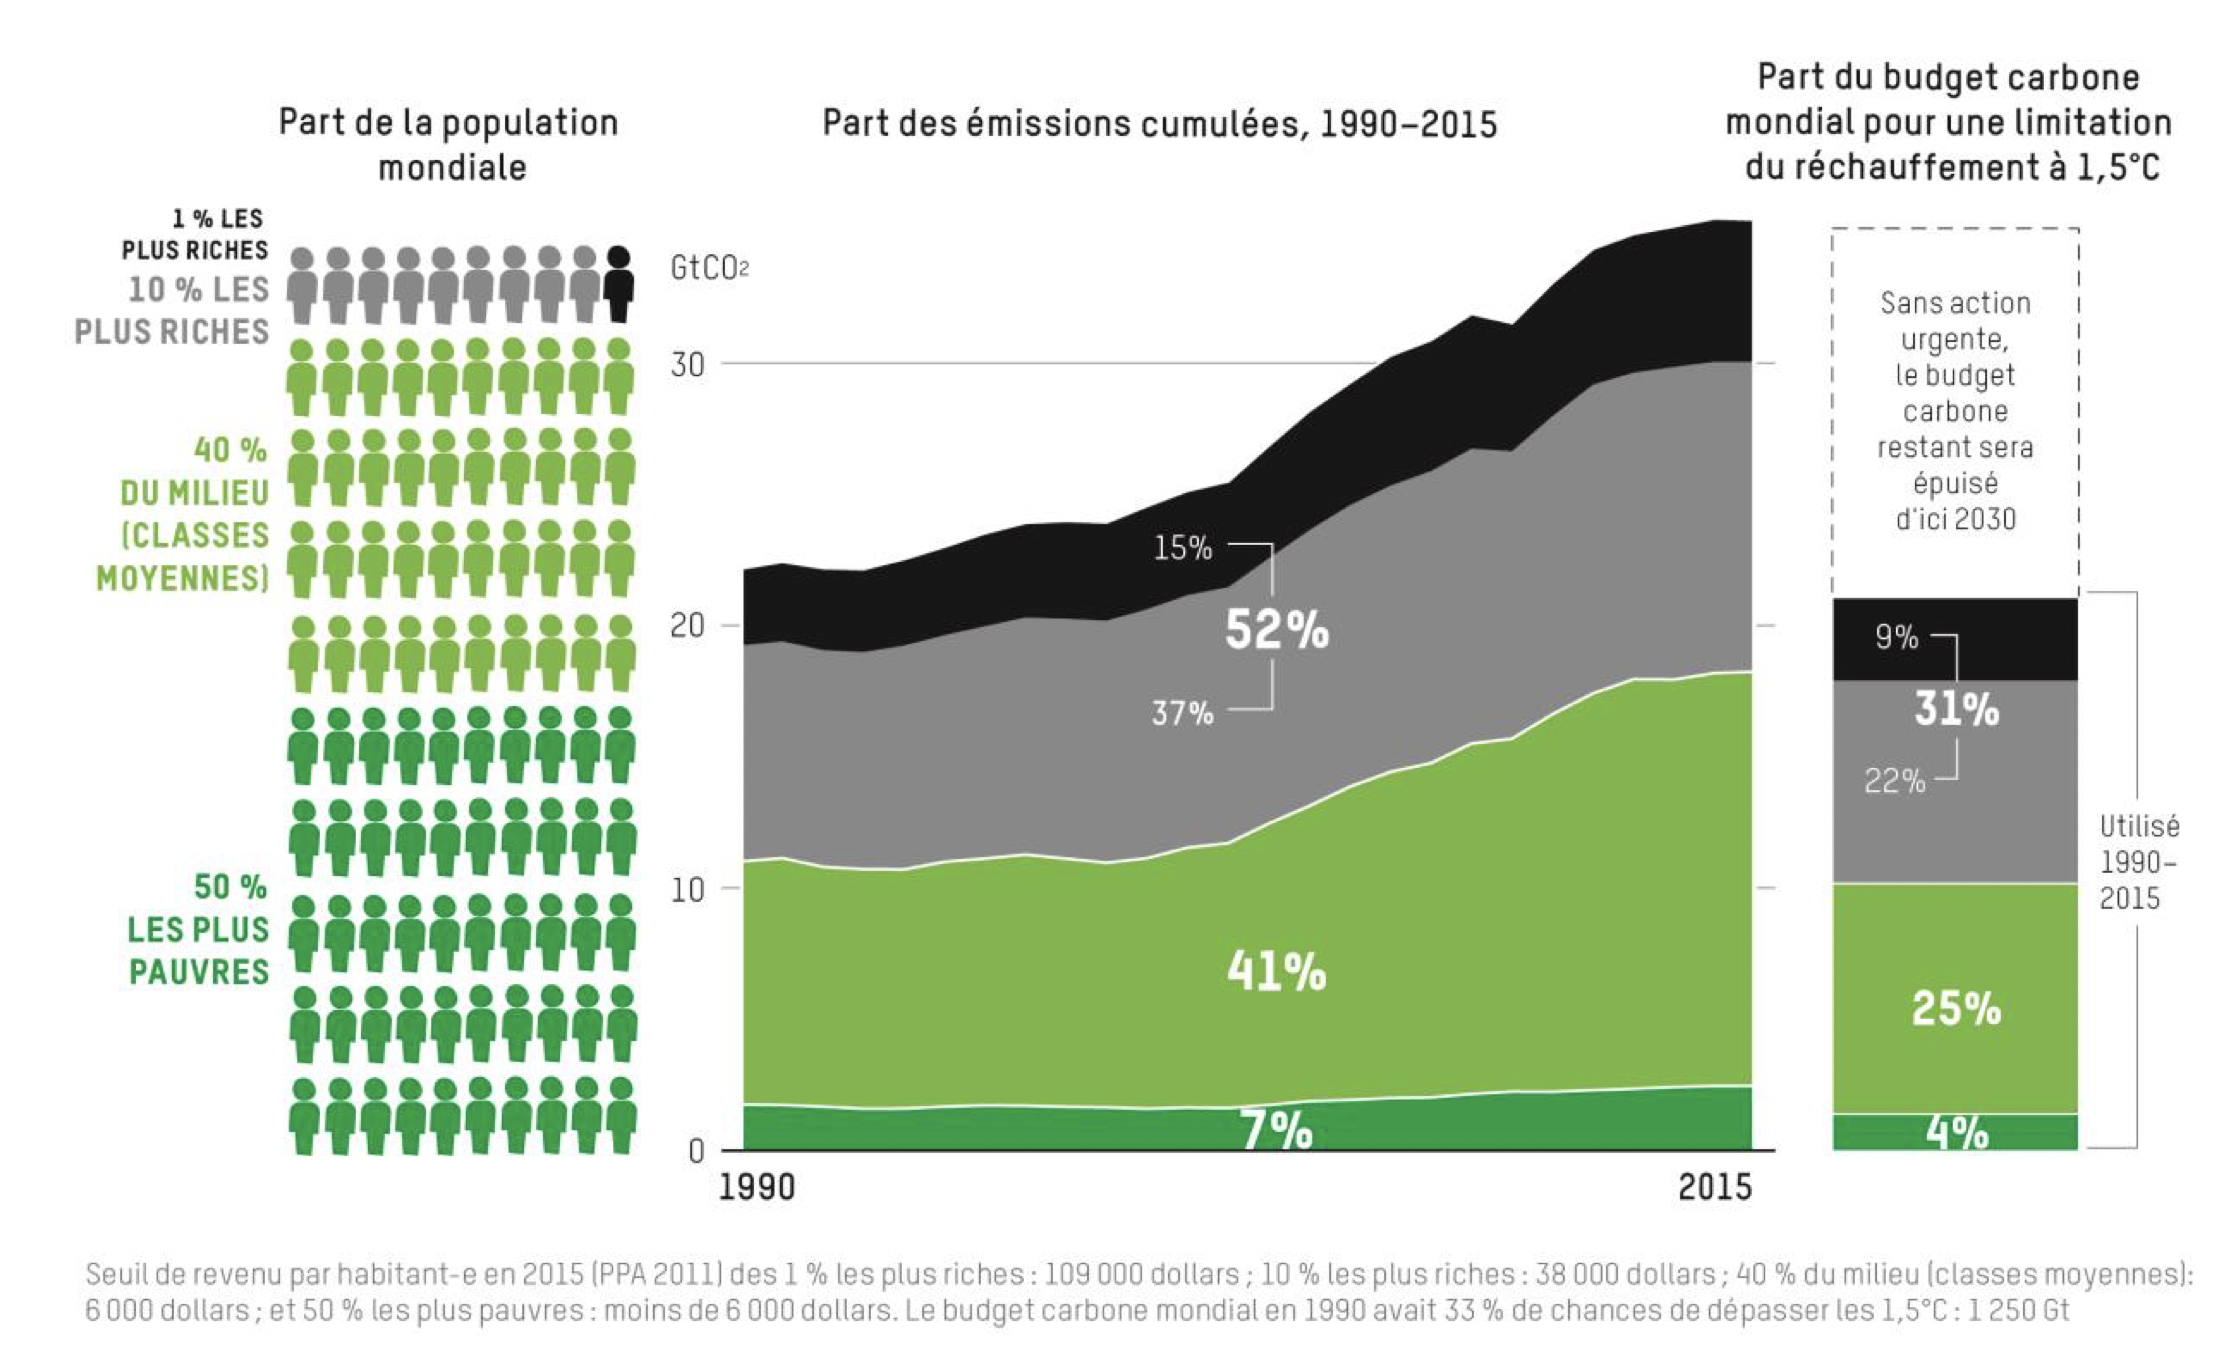 Part de la population
mondiale
1 % LES
PLUS RICHES
10 % LES
PLUS RICHES
40 %
DU MILIEU
(CLASSES
MOYENNES)
50 %
LES PLUS
PAUVRES
Part des émissions cumulées, 1990–2015
GtCO₂
30
20
10
0
15%
52%
37%
41%
7%
1990
2015
Part du budget carbone
mondial pour une limitation
du réchauffement à 1,5°C
Sans action
urgente,
le budget
carbone
restant sera
épuisé
d'ici 2030
9%
31%
22%
25%
4%
Utilisé
1990–
2015
Seuil de revenu par habitant-e en 2015 (PPA 2011) des 1 % les plus riches : 109 000 dollars ; 10 % les plus riches : 38 000 dollars ; 40 % du milieu (classes moyennes):
6 000 dollars ; et 50 % les plus pauvres : moins de 6 000 dollars. Le budget carbone mondial en 1990 avait 33 % de chances de dépasser les 1,5°C : 1 250 Gt